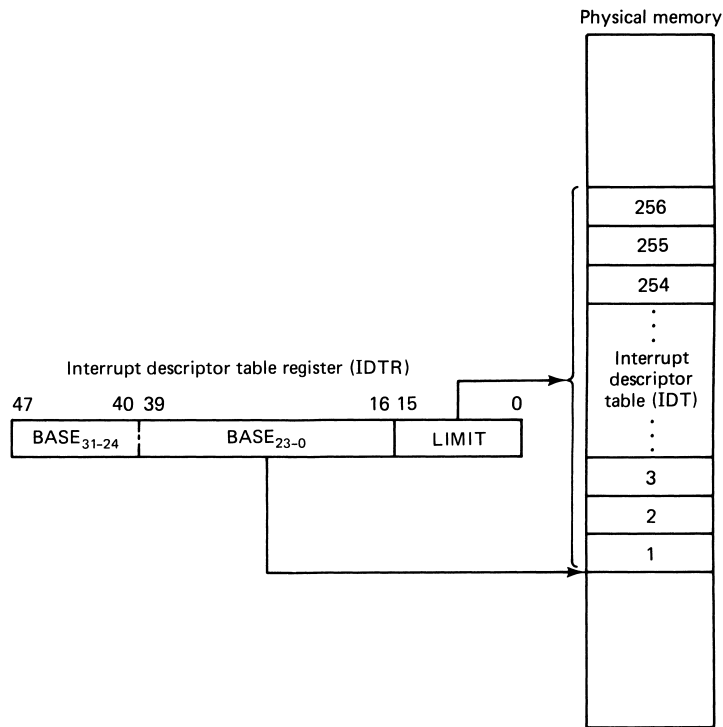 Physical memory
256
255
254
Interrupt
descriptor
table (IDT)
3
2
1
Interrupt descriptor table register (IDTR)
47 40 39 16 15 0
BASE31–24 BASE23–0 LIMIT